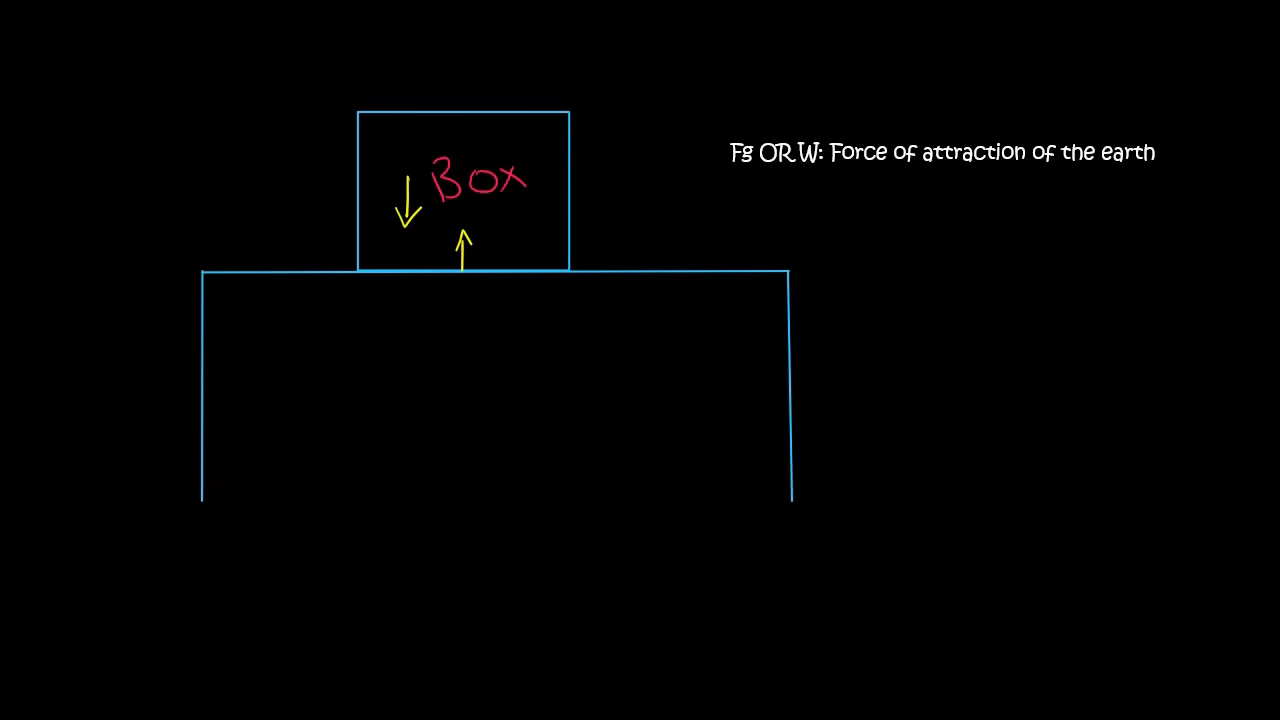 Box
Fg OR W: Force of attraction of the earth